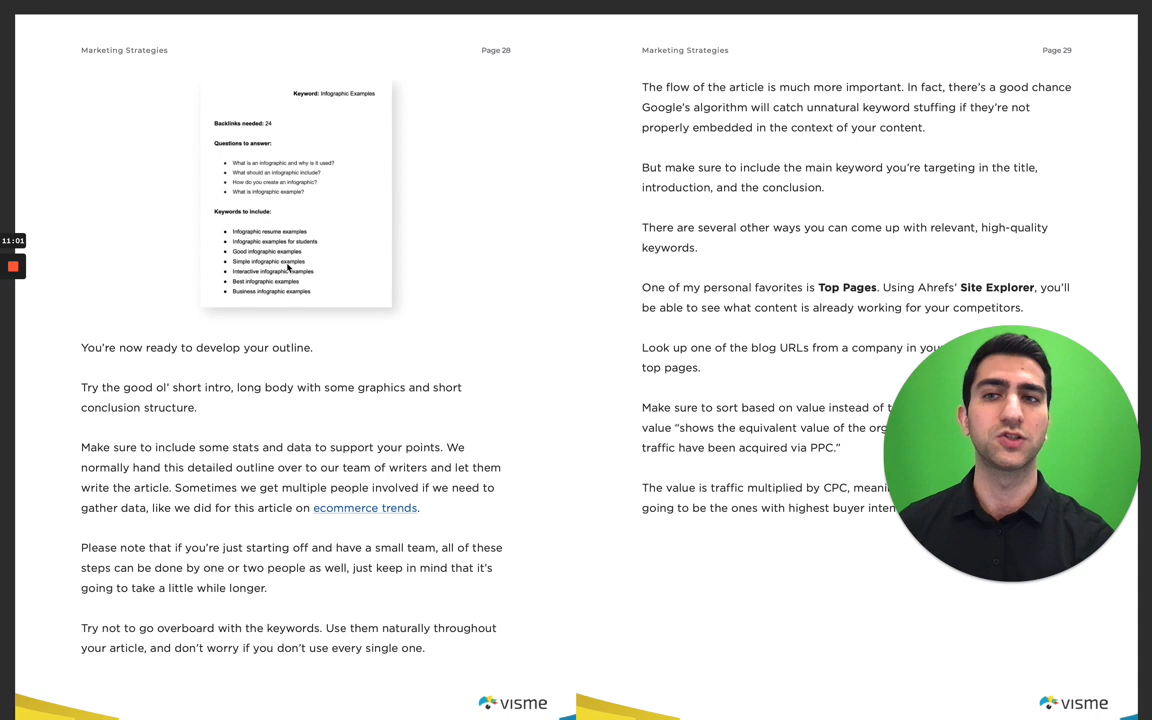 Marketing Strategies
Page 28
Keyword: Infographic Examples
Backlinks needed: 24
Questions to answer:
What is an infographic and why is it used?
What should an infographic include?
How do you create an infographic?
What is infographic example?
Keywords to include:
Infographic resume examples
Infographic examples for students
Good infographic examples
Simple infographic examples
Interactive infographic examples
Best infographic examples
Business infographic examples
You’re now ready to develop your outline.
Try the good ol’ short intro, long body with some graphics and short
conclusion structure.
Make sure to include some stats and data to support your points. We
normally hand this detailed outline over to our team of writers and let them
write the article. Sometimes we get multiple people involved if we need to
gather data, like we did for this article on ecommerce trends.
Please note that if you’re just starting off and have a small team, all of these
steps can be done by one or two people as well, just keep in mind that it’s
going to take a little while longer.
Try not to go overboard with the keywords. Use them naturally throughout
your article, and don’t worry if you don’t use every single one.
visme
11:01
Marketing Strategies
Page 29
The flow of the article is much more important. In fact, there’s a good chance
Google’s algorithm will catch unnatural keyword stuffing if they’re not
properly embedded in the context of your content.
But make sure to include the main keyword you’re targeting in the title,
introduction, and the conclusion.
There are several other ways you can come up with relevant, high-quality
keywords.
One of my personal favorites is Top Pages. Using Ahrefs’ Site Explorer, you’ll
be able to see what content is already working for your competitors.
Look up one of the blog URLs from a company in
top pages.
Make sure to sort based on value instead of
value “shows the equivalent value of the
traffic have been acquired via PPC.”
The value is traffic multiplied by CPC,
going to be the ones with highest buyer
visme